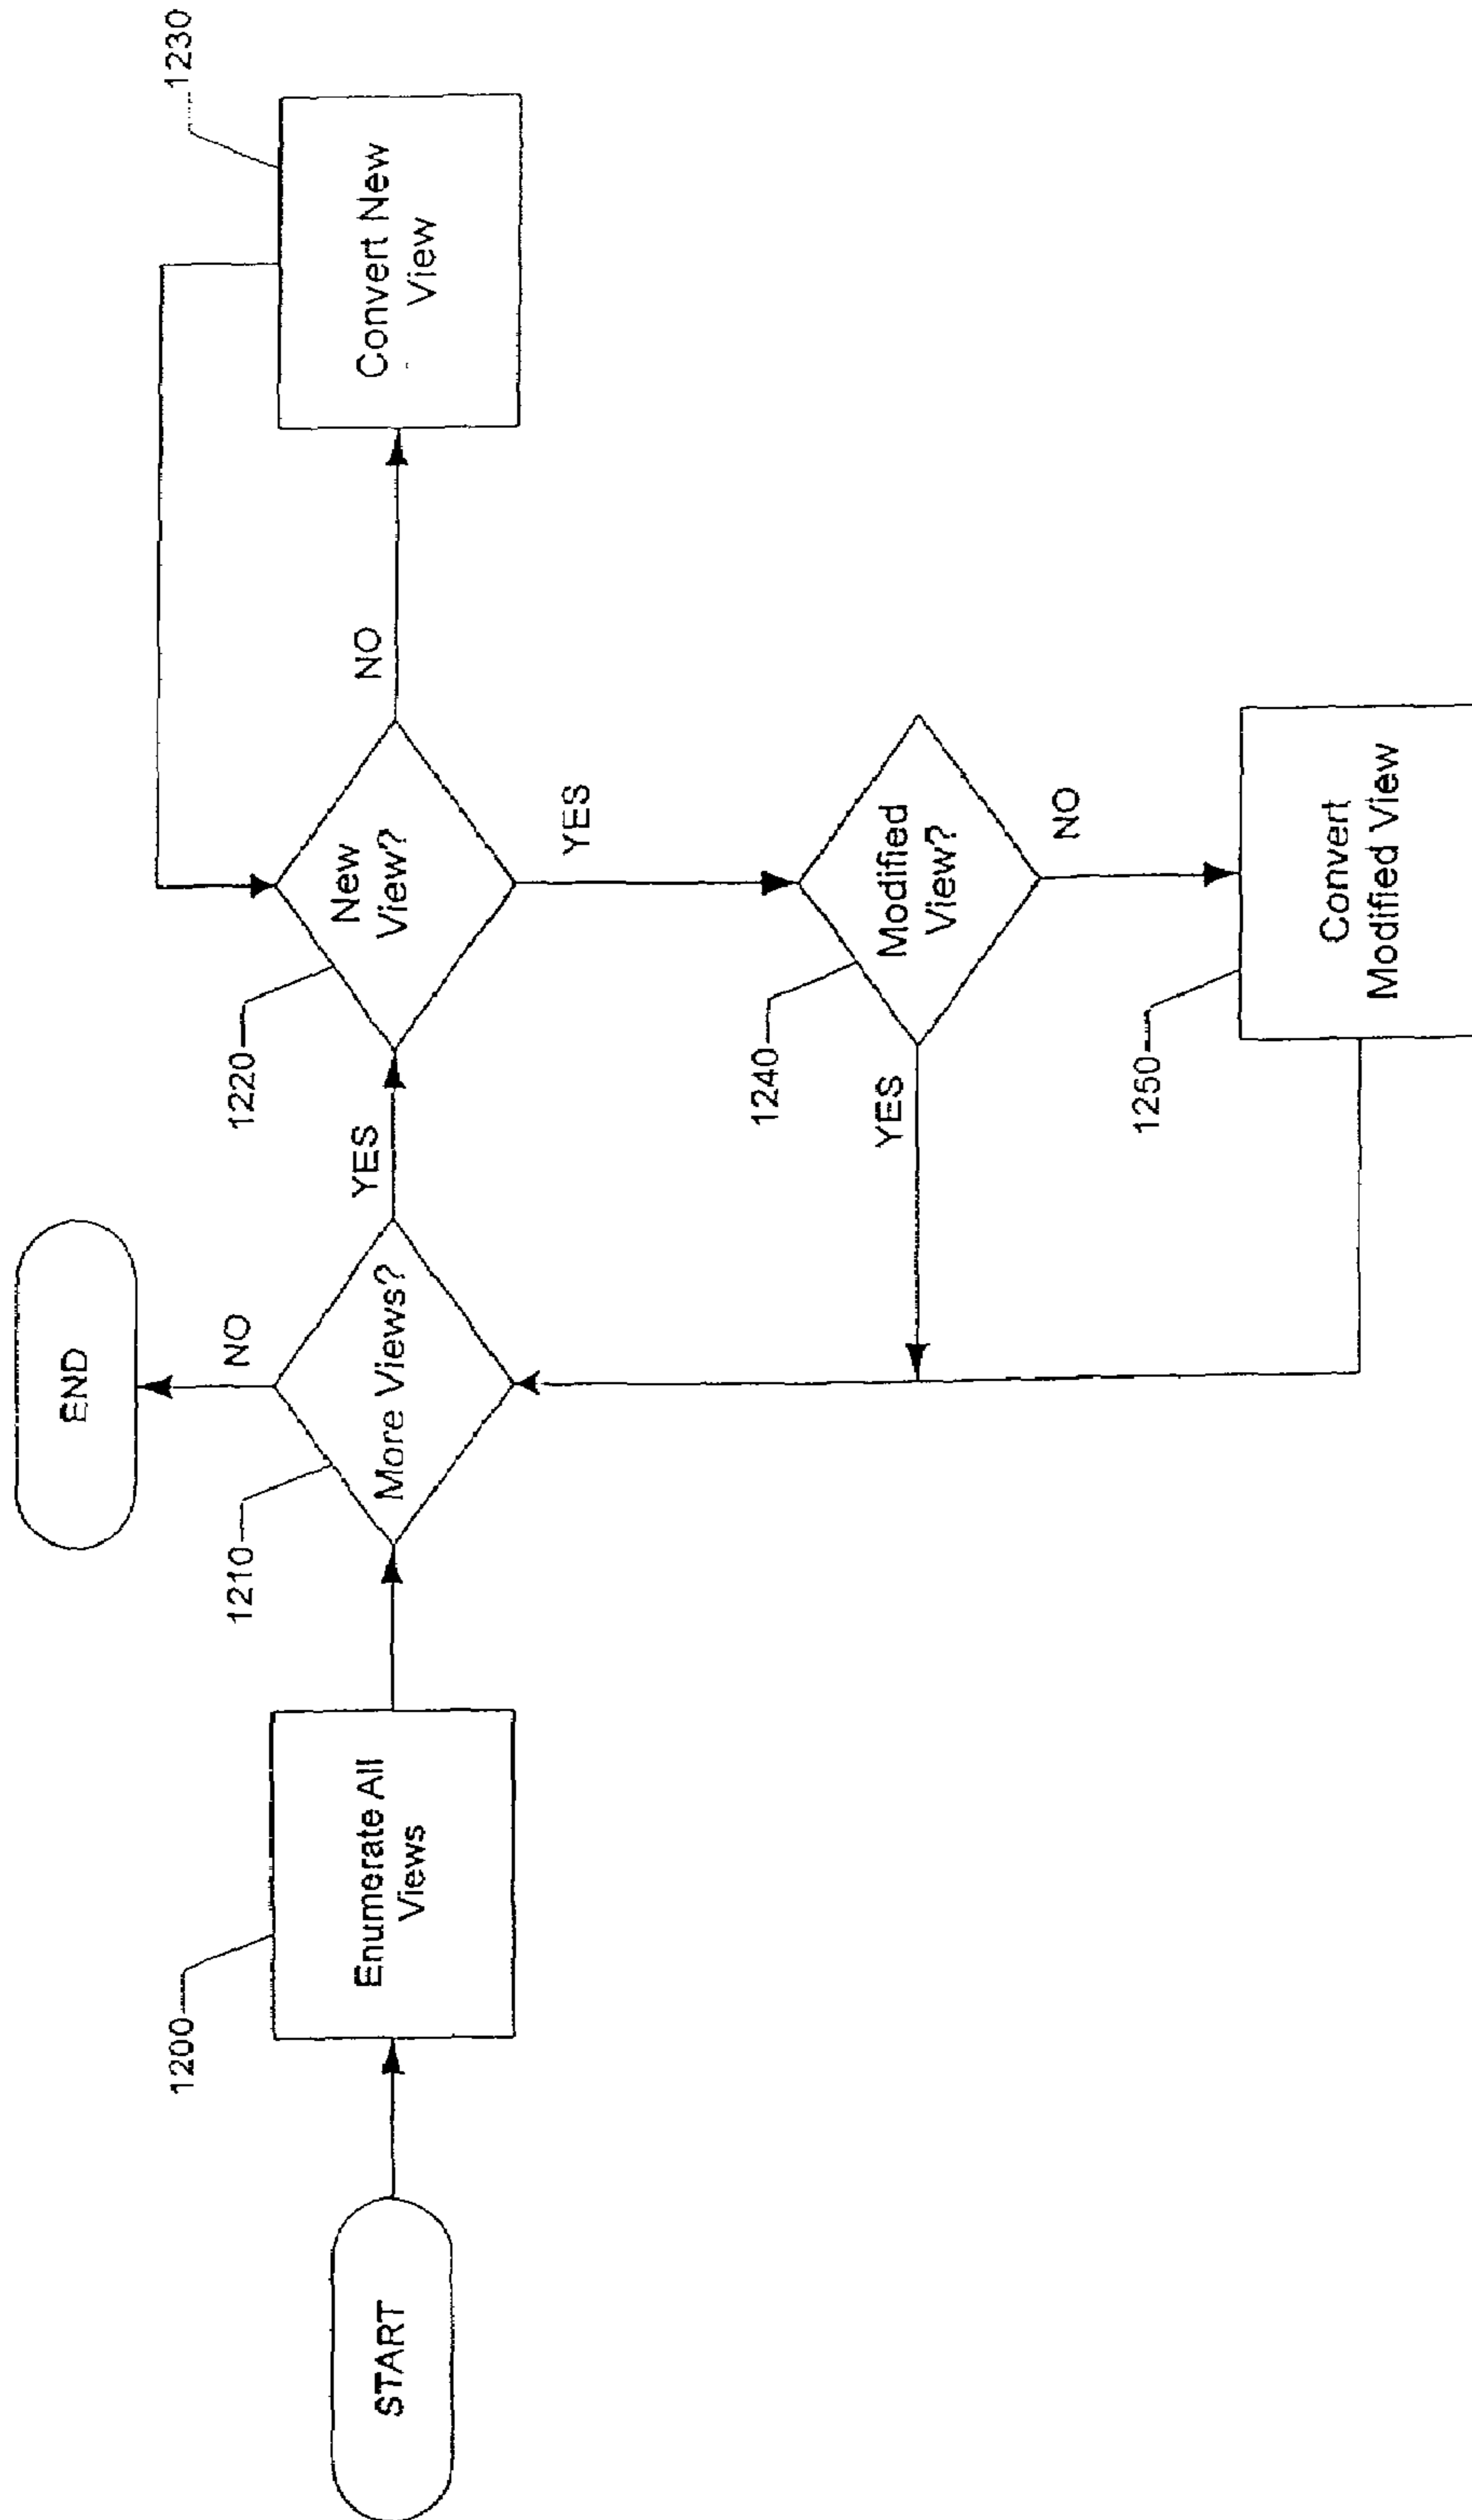 START
1200
Enumerate All
Views
1210
More Views?
NO
END
YES
1220
New
View?
NO
1230
Convert New
View
YES
1240
Modified
View?
YES
NO
1250
Convert
Modified View